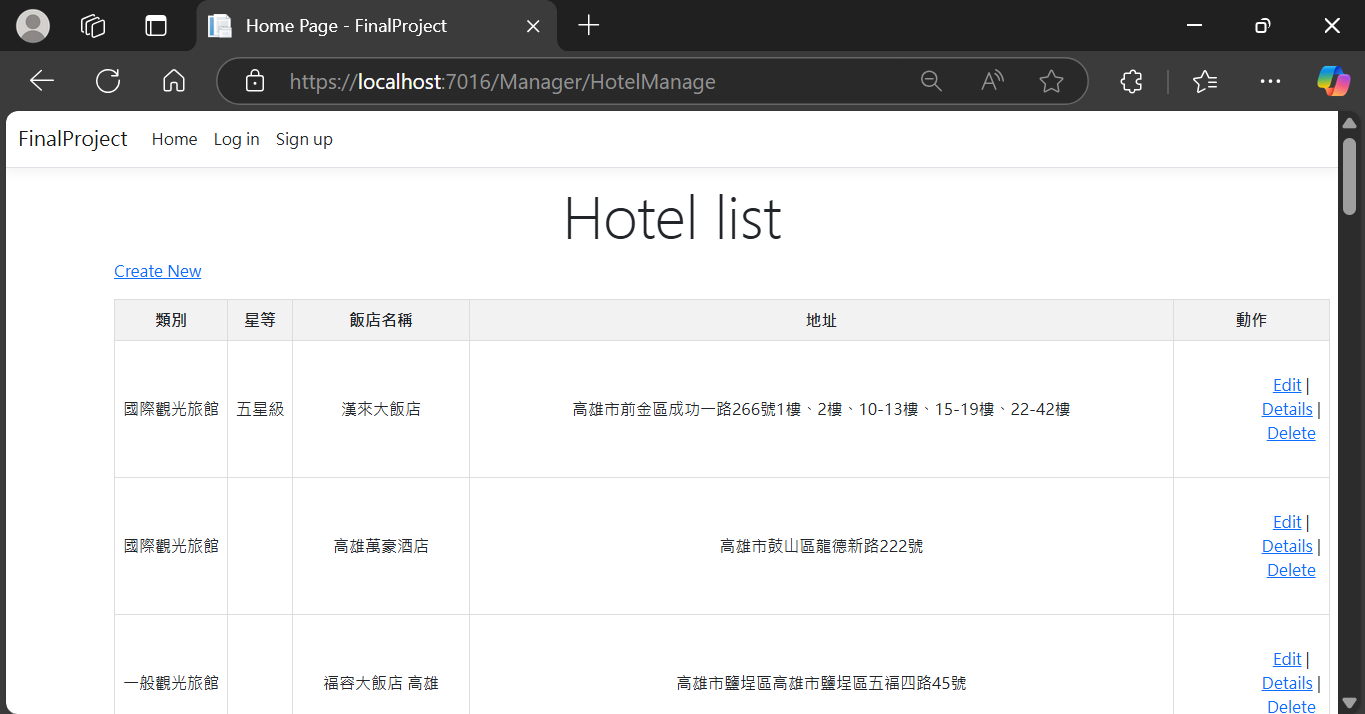 Home Page - FinalProject
https://localhost:7016/Manager/HotelManage
FinalProject Home Log in Sign up
Hotel list
Create New
類別 星等 飯店名稱 地址 動作
國際觀光旅館 五星級 漢來大飯店 高雄市前金區成功一路266號1樓、2樓、10-13樓、15-19樓、22-42樓 Edit |
Details |
Delete
國際觀光旅館 高雄萬豪酒店 高雄市鼓山區龍德新路222號 Edit |
Details |
Delete
一般觀光旅館 福容大飯店 高雄 高雄市鹽埕區高雄市鹽埕區五福四路45號 Edit |
Details |
Delete